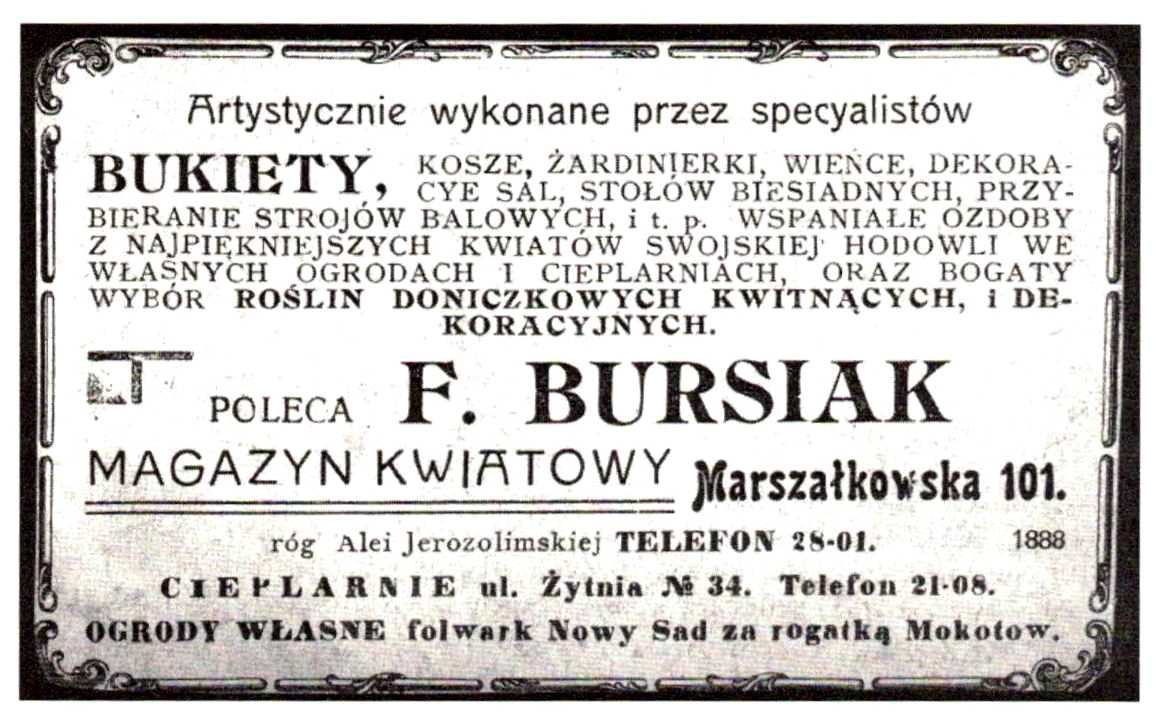 Artystycznie wykonane przez specyalistów
BUKIETY, KOSZE, ŻARDINIERKI, WIEŃCE, DEKORA-
CYE SAL, STOŁÓW BIESIADNYCH, PRZY-
BIERANIE STROJÓW BALOWYCH, i t. p. WSPANIAŁE OZDOBY
Z NAJPIĘKNIEJSZYCH KWIATÓW SWOJSKIEJ HODOWLI WE
WŁASNYCH OGRODACH I CIEPLARNIACH, ORAZ BOGATY
WYBÓR ROŚLIN DONICZKOWYCH KWITNĄCYCH, i DE-
KORACYJNYCH.
POLECA F. BURSIAK
MAGAZYN KWIATOWY Marszałkowska 101.
róg Alei Jerozolimskiej TELEFON 28-01. 1888
CIEPLARNIE ul. Żytnia № 34. Telefon 21-08.
OGRODY WŁASNE folwark Nowy Sad za rogatką Mokotow.